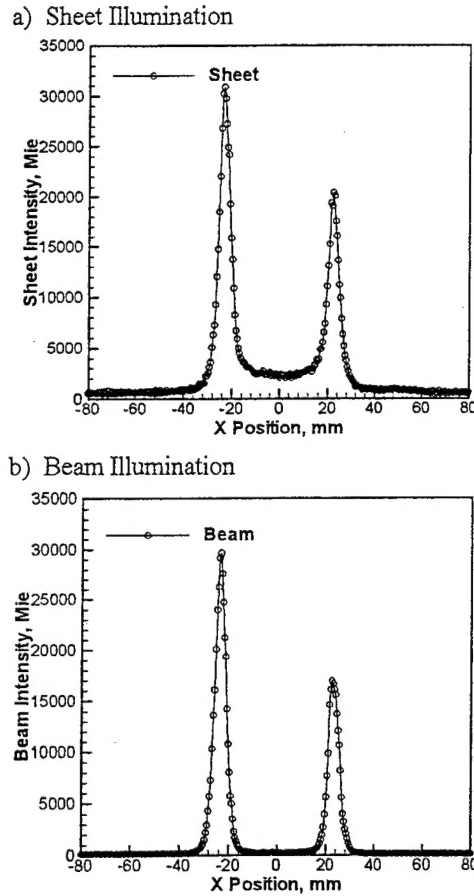 a) Sheet Illumination
35000
Sheet
30000
25000
20000
15000
10000
5000
0
Sheet Intensity, Mie
-80 -60 -40 -20 0 20 40 60 80
X Position, mm
b) Beam Illumination
35000
Beam
30000
25000
20000
15000
10000
5000
0
Beam Intensity, Mie
-80 -60 -40 -20 0 20 40 60 80
X Position, mm